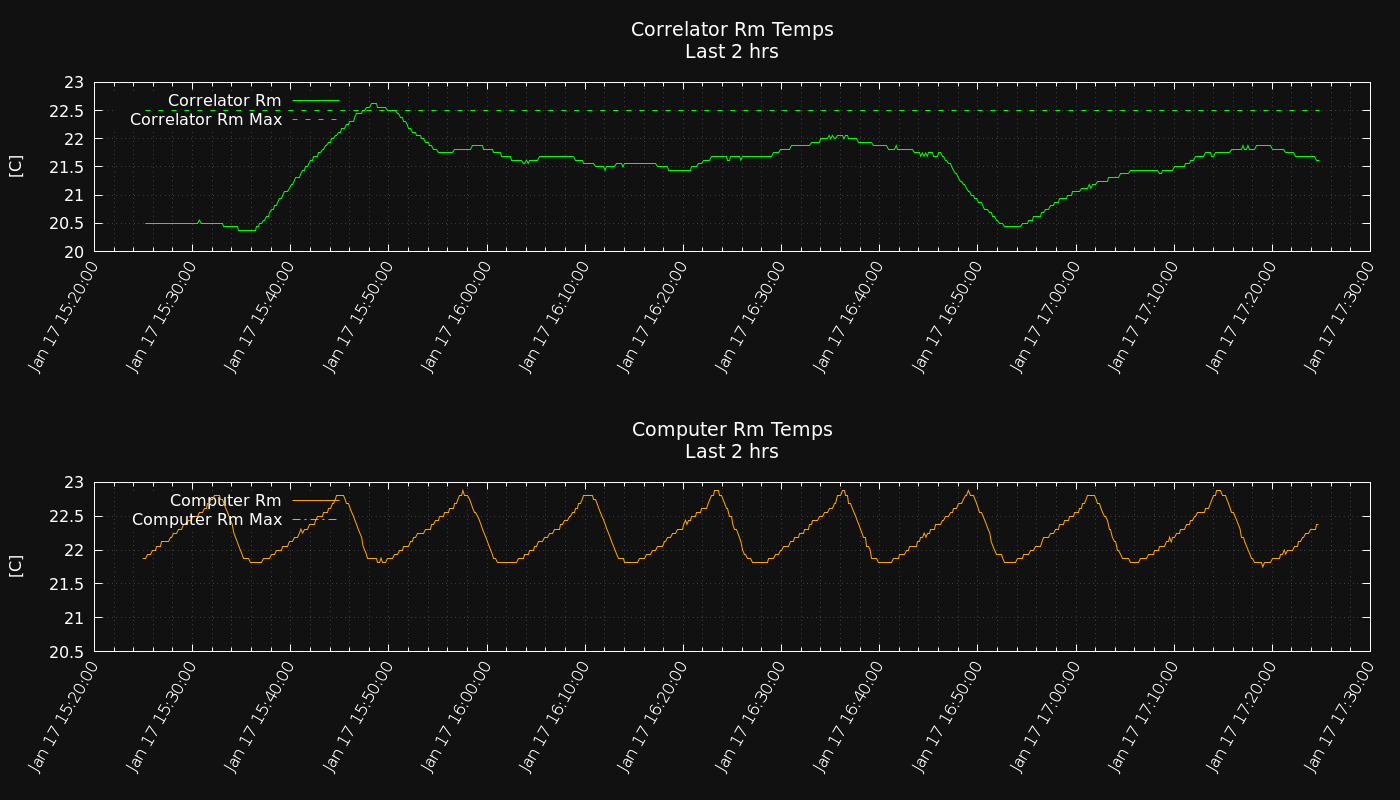 Correlator Rm Temps
Last 2 hrs
[C]
23
22.5
22
21.5
21
20.5
20
Correlator Rm
Correlator Rm Max
Jan 17 15:20:00
Jan 17 15:30:00
Jan 17 15:40:00
Jan 17 15:50:00
Jan 17 16:00:00
Jan 17 16:10:00
Jan 17 16:20:00
Jan 17 16:30:00
Jan 17 16:40:00
Jan 17 16:50:00
Jan 17 17:00:00
Jan 17 17:10:00
Jan 17 17:20:00
Jan 17 17:30:00
Computer Rm Temps
Last 2 hrs
[C]
23
22.5
22
21.5
21
20.5
Computer Rm
Computer Rm Max
Jan 17 15:20:00
Jan 17 15:30:00
Jan 17 15:40:00
Jan 17 15:50:00
Jan 17 16:00:00
Jan 17 16:10:00
Jan 17 16:20:00
Jan 17 16:30:00
Jan 17 16:40:00
Jan 17 16:50:00
Jan 17 17:00:00
Jan 17 17:10:00
Jan 17 17:20:00
Jan 17 17:30:00